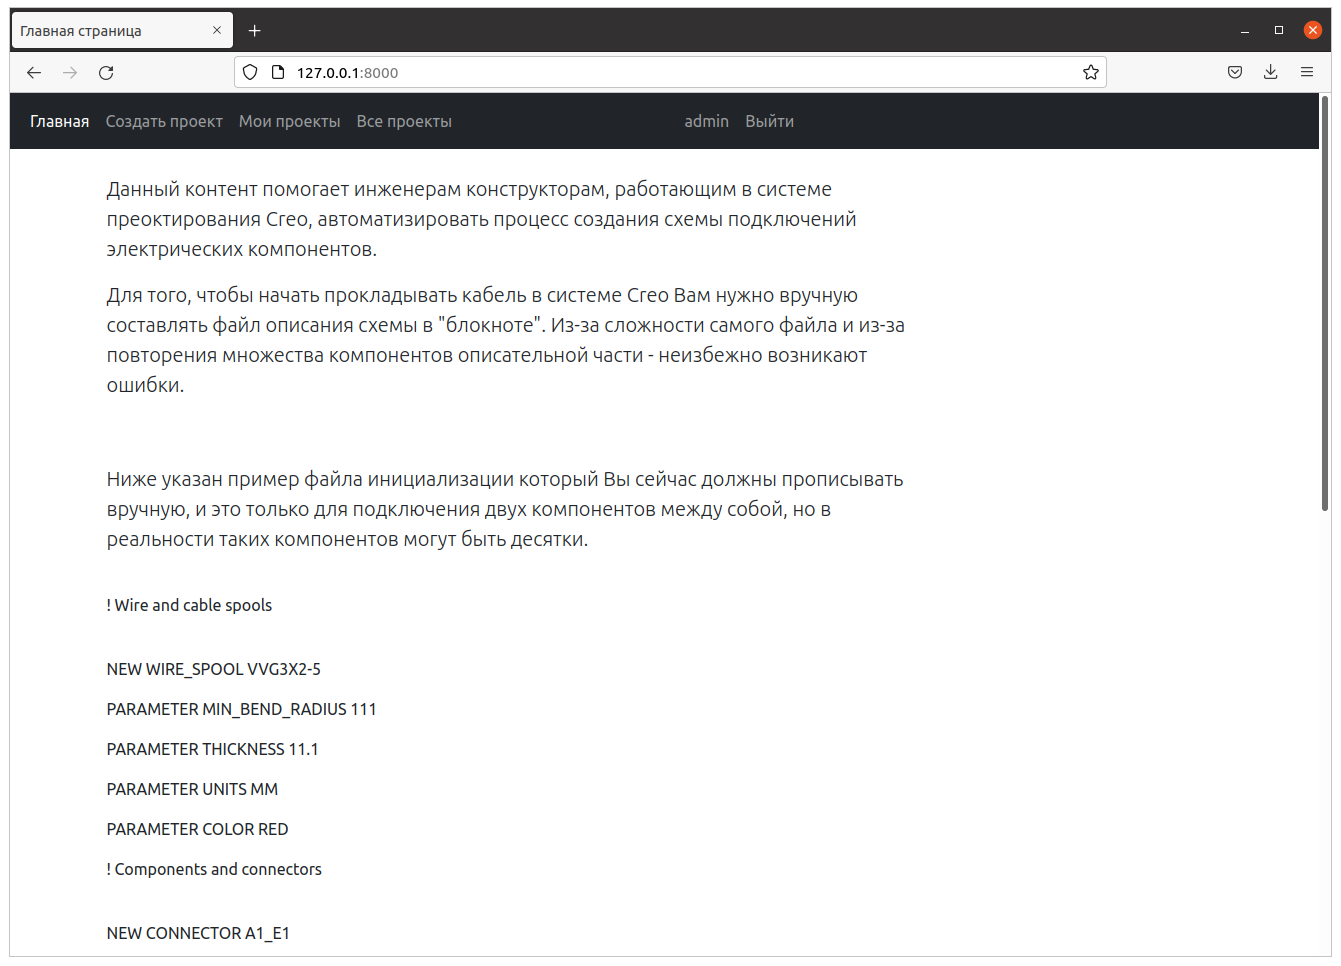 Главная страница
127.0.0.1:8000
Главная Создать проект Мои проекты Все проекты admin Выйти
Данный контент помогает инженерам конструкторам, работающим в системе
преоктирования Creo, автоматизировать процесс создания схемы подключений
электрических компонентов.
Для того, чтобы начать прокладывать кабель в системе Creo Вам нужно вручную
составлять файл описания схемы в "блокноте". Из-за сложности самого файла и из-за
повторения множества компонентов описательной части - неизбежно возникают
ошибки.
Ниже указан пример файла инициализации который Вы сейчас должны прописывать
вручную, и это только для подключения двух компонентов между собой, но в
реальности таких компонентов могут быть десятки.
! Wire and cable spools
NEW WIRE_SPOOL VVG3X2-5
PARAMETER MIN_BEND_RADIUS 111
PARAMETER THICKNESS 11.1
PARAMETER UNITS MM
PARAMETER COLOR RED
! Components and connectors
NEW CONNECTOR A1_E1